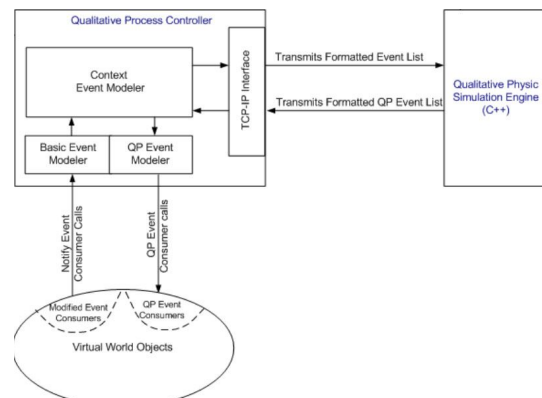 Qualitative Process Controller
Context
Event Modeler
Basic Event
Modeler
QP Event
Modeler
TCP-IP Interface
Transmits Formatted Event List
Transmits Formatted QP Event List
Qualitative Physic
Simulation Engine
(C++)
Notify Event
Consumer Calls
QP Event
Consumer calls
Modified Event
Consumers
QP Event
Consumers
Virtual World Objects